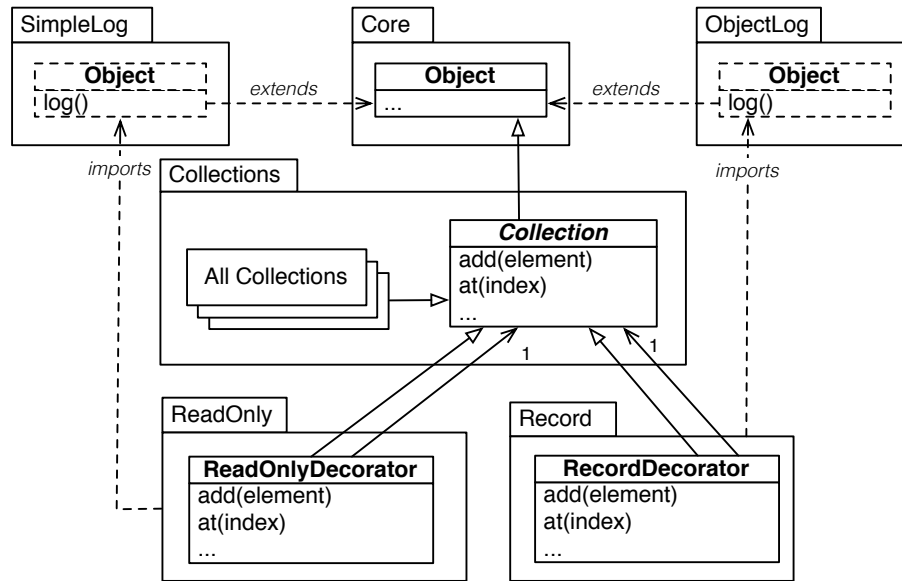 SimpleLog
Object
log()
extends
Core
Object
...
extends
ObjectLog
Object
log()
imports
imports
Collections
Collection
add(element)
at(index)
...
All Collections
1
1
ReadOnly
ReadOnlyDecorator
add(element)
at(index)
...
Record
RecordDecorator
add(element)
at(index)
...